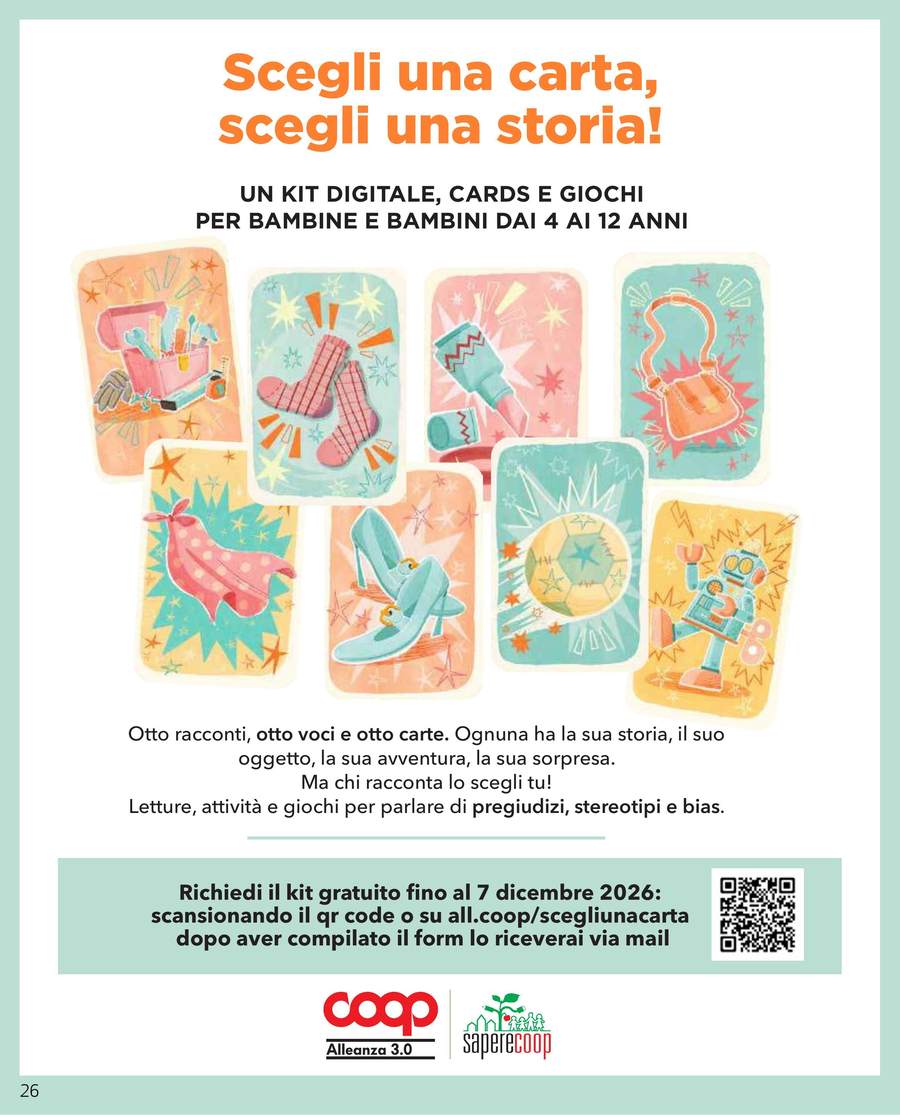 Scegli una carta,
scegli una storia!
UN KIT DIGITALE, CARDS E GIOCHI
PER BAMBINE E BAMBINI DAI 4 AI 12 ANNI
Otto racconti, otto voci e otto carte. Ognuna ha la sua storia, il suo
oggetto, la sua avventura, la sua sorpresa.
Ma chi racconta lo scegli tu!
Letture, attività e giochi per parlare di pregiudizi, stereotipi e bias.
Richiedi il kit gratuito fino al 7 dicembre 2026:
scansionando il qr code o su all.coop/scegliunacarta
dopo aver compilato il form lo riceverai via mail
coop
Alleanza 3.0
saperecoop
26